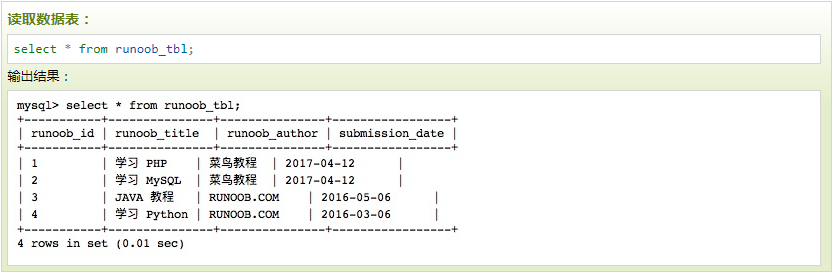 读取数据表：
select * from runoob_tbl;
输出结果：
mysql> select * from runoob_tbl;
+-----------+--------------+---------------+-----------------+
| runoob_id | runoob_title  | runoob_author | submission_date |
+-----------+--------------+---------------+-----------------+
| 1         | 学习 PHP    | 菜鸟教程  | 2017-04-12      |
| 2         | 学习 MySQL  | 菜鸟教程  | 2017-04-12      |
| 3         | JAVA 教程   | RUNOOB.COM    | 2016-05-06      |
| 4         | 学习 Python | RUNOOB.COM    | 2016-03-06      |
+-----------+--------------+---------------+-----------------+
4 rows in set (0.01 sec)